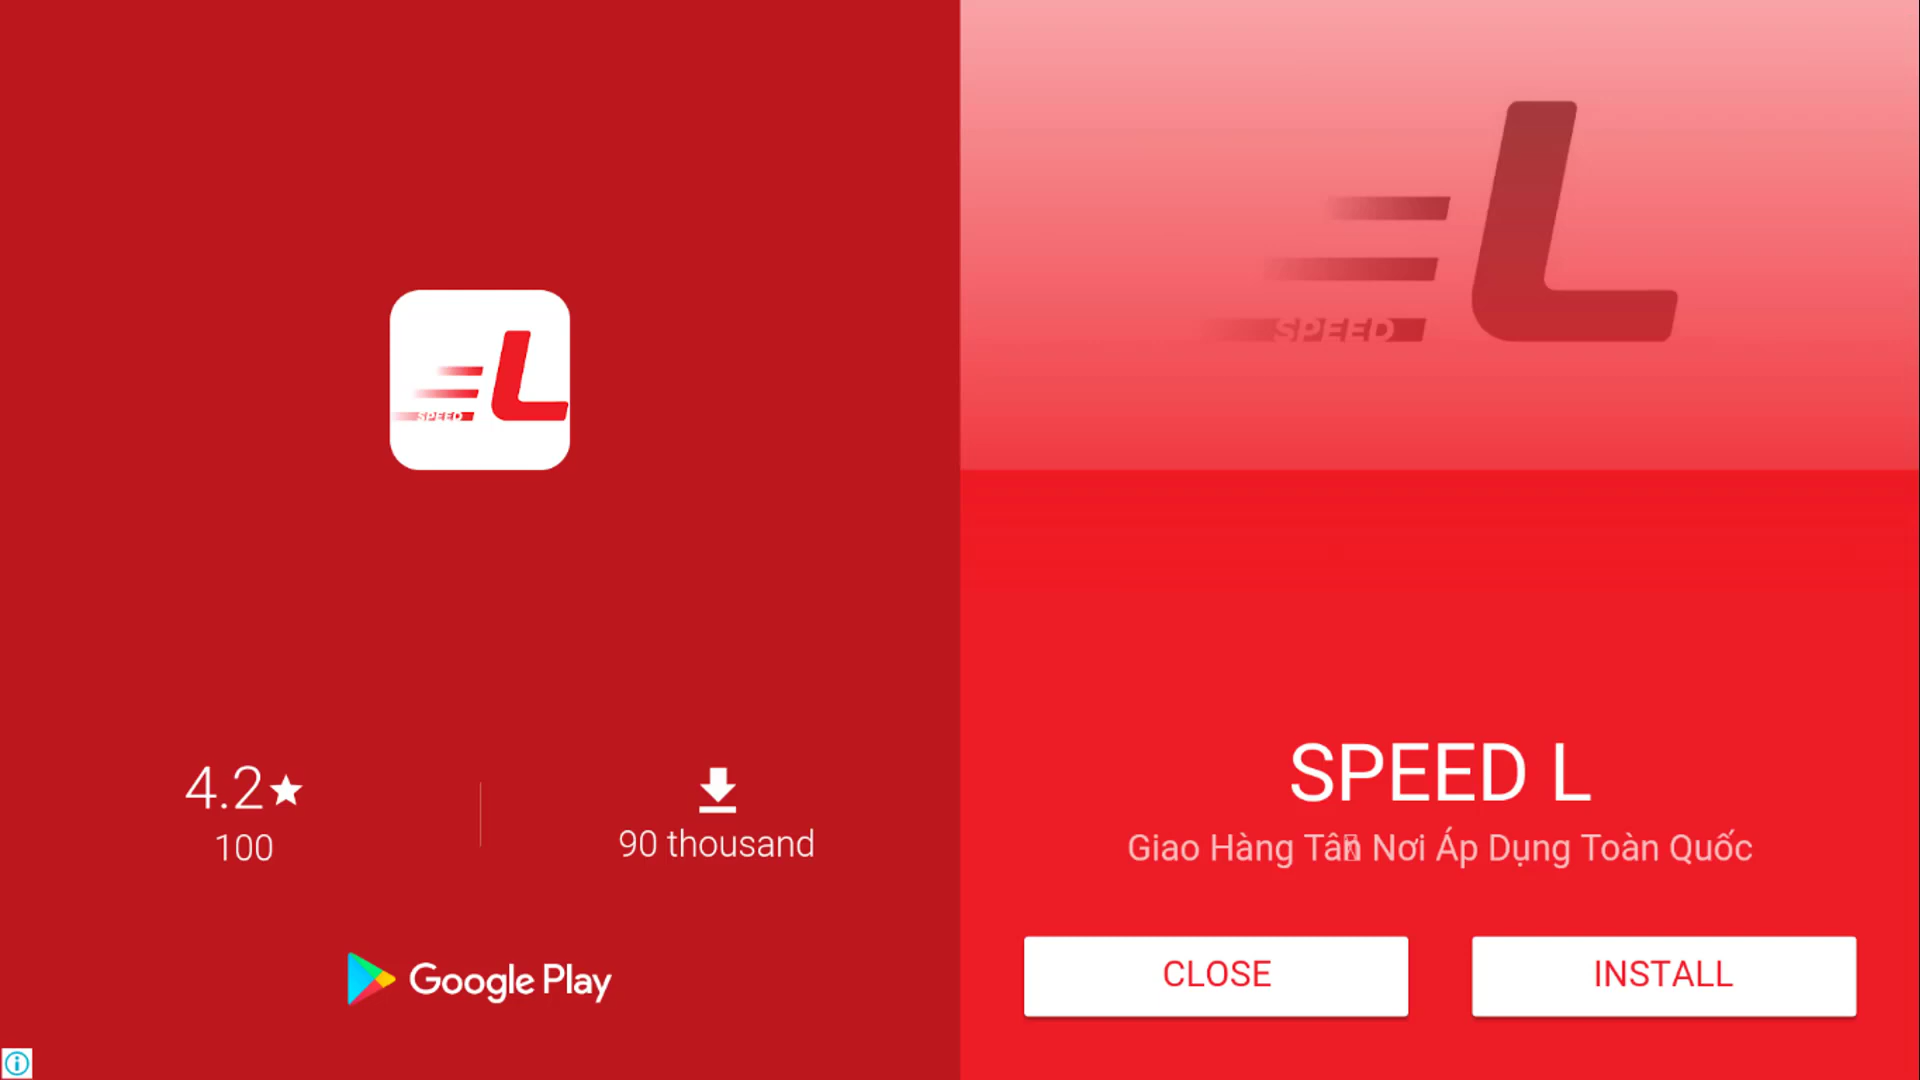 SPEED
L
4.2★
100
90 thousand
Google Play
SPEED
L
SPEED L
Giao Hàng Tận Nơi Áp Dụng Toàn Quốc
CLOSE
INSTALL